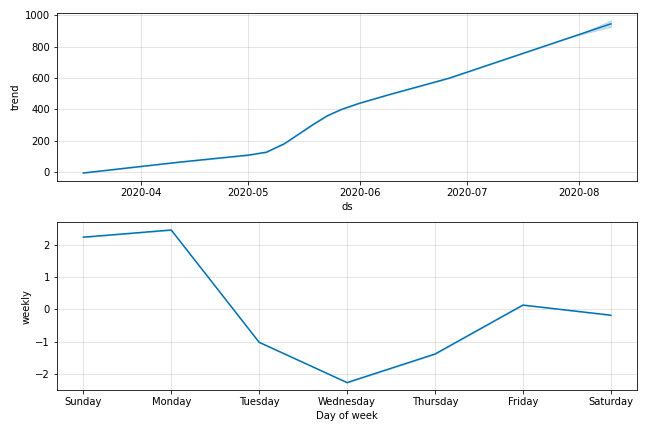 1000
800
600
400
200
0
trend
2020-04 2020-05 2020-06 2020-07 2020-08
ds
2
1
0
−1
−2
weekly
Sunday Monday Tuesday Wednesday Thursday Friday Saturday
Day of week